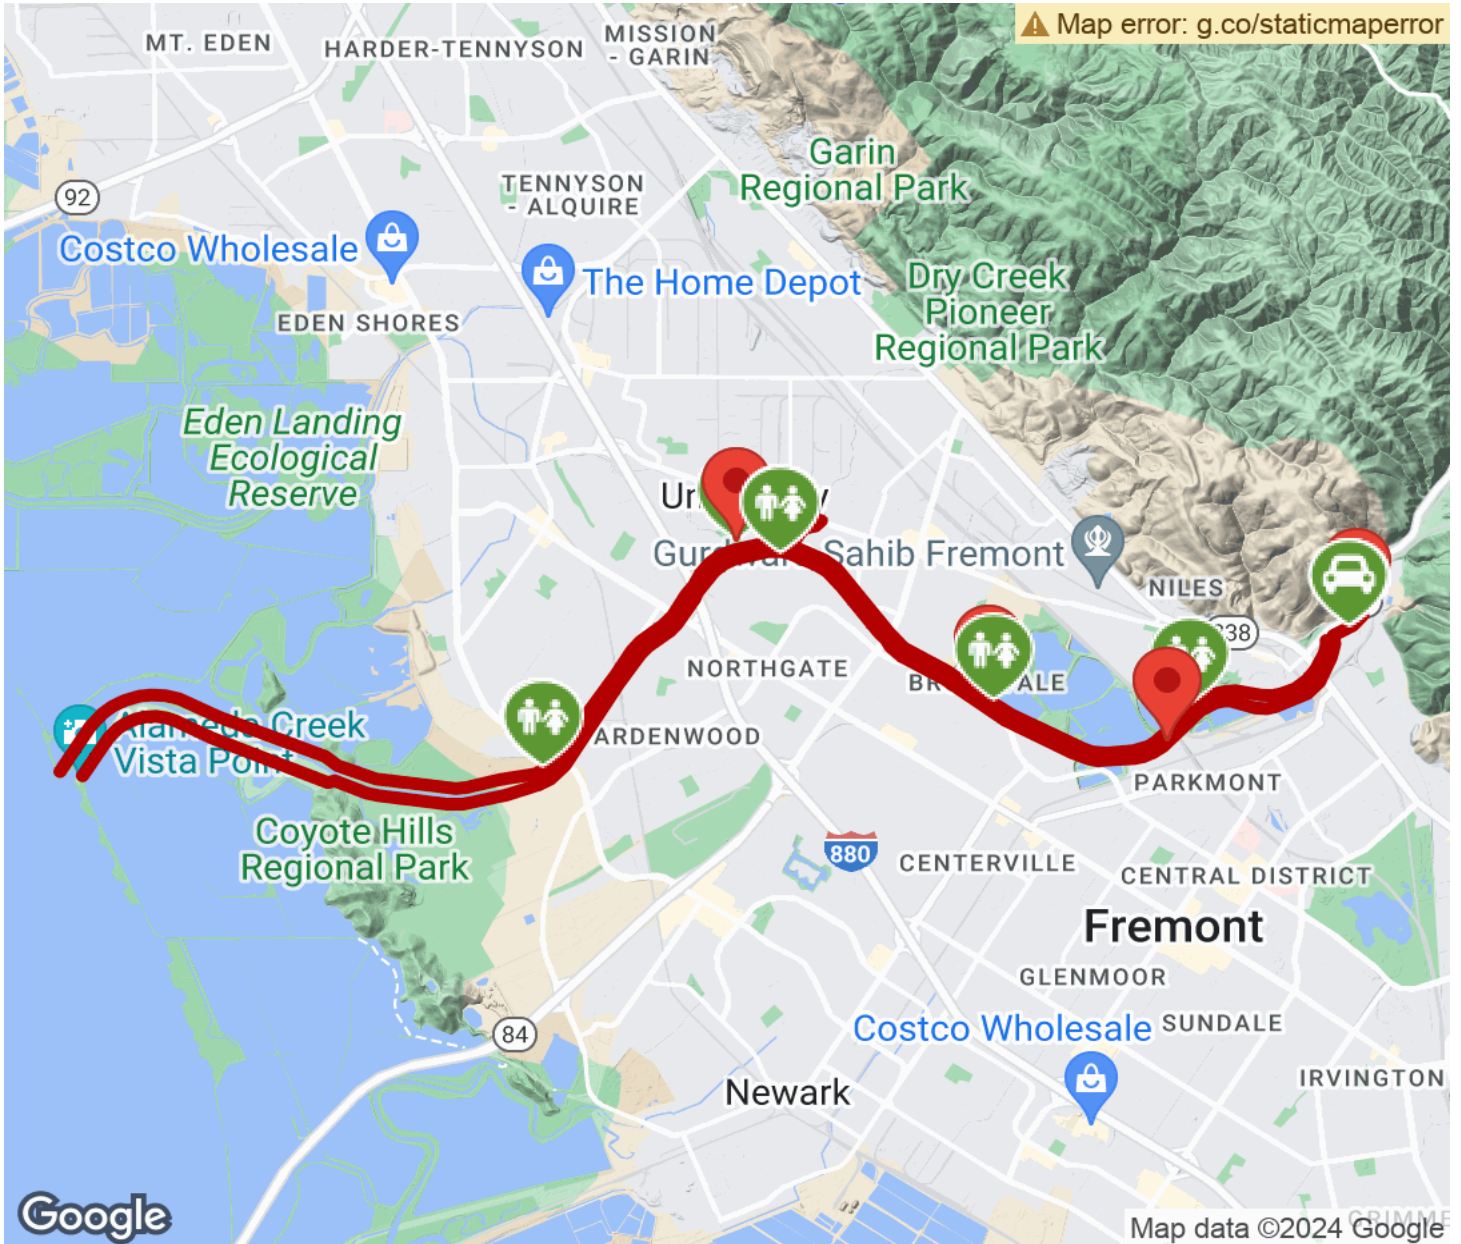 Map error: g.co/staticmaperror
MT. EDEN
HARDER-TENNYSON
MISSION
- GARIN
Garin
Regional Park
92
TENNYSON
- ALQUIRE
Costco Wholesale
The Home Depot
Dry Creek
Pioneer
Regional Park
EDEN SHORES
Eden Landing
Ecological
Reserve
Sahib Fremont
NILES
NORTHGATE
ARDENWOOD
Alameda Creek
Vista Point
PARKMONT
Coyote Hills
Regional Park
880
CENTERVILLE
CENTRAL DISTRICT
Fremont
GLENMOOR
Costco Wholesale
SUNDALE
84
Newark
IRVINGTON
Google
Map data ©2024 Google